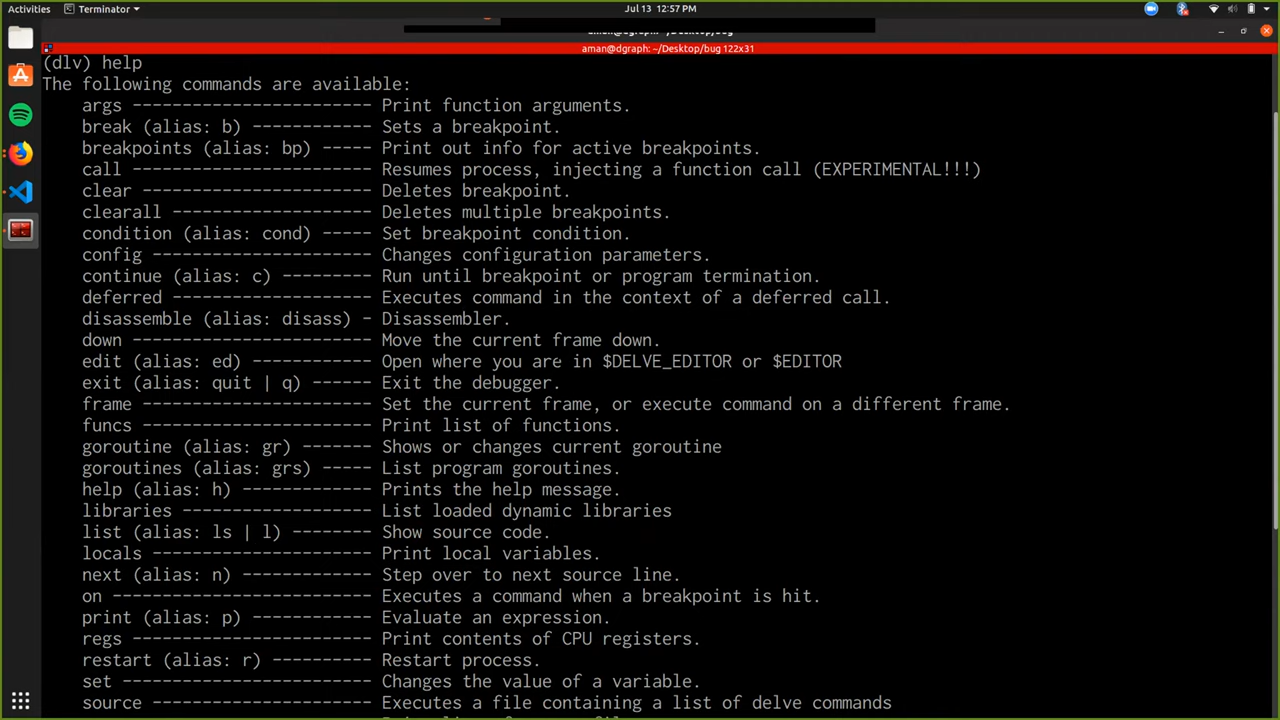 Activities
Terminator
Jul 13 12:57 PM
aman@dgraph: ~/Desktop/bug
aman@dgraph: ~/Desktop/bug 122x31
(dlv) help
The following commands are available:
args ------------------------ Print function arguments.
break (alias: b) ------------ Sets a breakpoint.
breakpoints (alias: bp) ----- Print out info for active breakpoints.
call ------------------------ Resumes process, injecting a function call (EXPERIMENTAL!!!)
clear ----------------------- Deletes breakpoint.
clearall -------------------- Deletes multiple breakpoints.
condition (alias: cond) ----- Set breakpoint condition.
config ---------------------- Changes configuration parameters.
continue (alias: c) --------- Run until breakpoint or program termination.
deferred -------------------- Executes command in the context of a deferred call.
disassemble (alias: disass) - Disassembler.
down ------------------------ Move the current frame down.
edit (alias: ed) ------------ Open where you are in $DELVE_EDITOR or $EDITOR
exit (alias: quit | q) ------ Exit the debugger.
frame ----------------------- Set the current frame, or execute command on a different frame.
funcs ----------------------- Print list of functions.
goroutine (alias: gr) ------- Shows or changes current goroutine
goroutines (alias: grs) ----- List program goroutines.
help (alias: h) ------------- Prints the help message.
libraries ------------------- List loaded dynamic libraries
list (alias: ls | l) -------- Show source code.
locals ---------------------- Print local variables.
next (alias: n) ------------- Step over to next source line.
on -------------------------- Executes a command when a breakpoint is hit.
print (alias: p) ------------ Evaluate an expression.
regs ------------------------ Print contents of CPU registers.
restart (alias: r) ---------- Restart process.
set ------------------------- Changes the value of a variable.
source ---------------------- Executes a file containing a list of delve commands